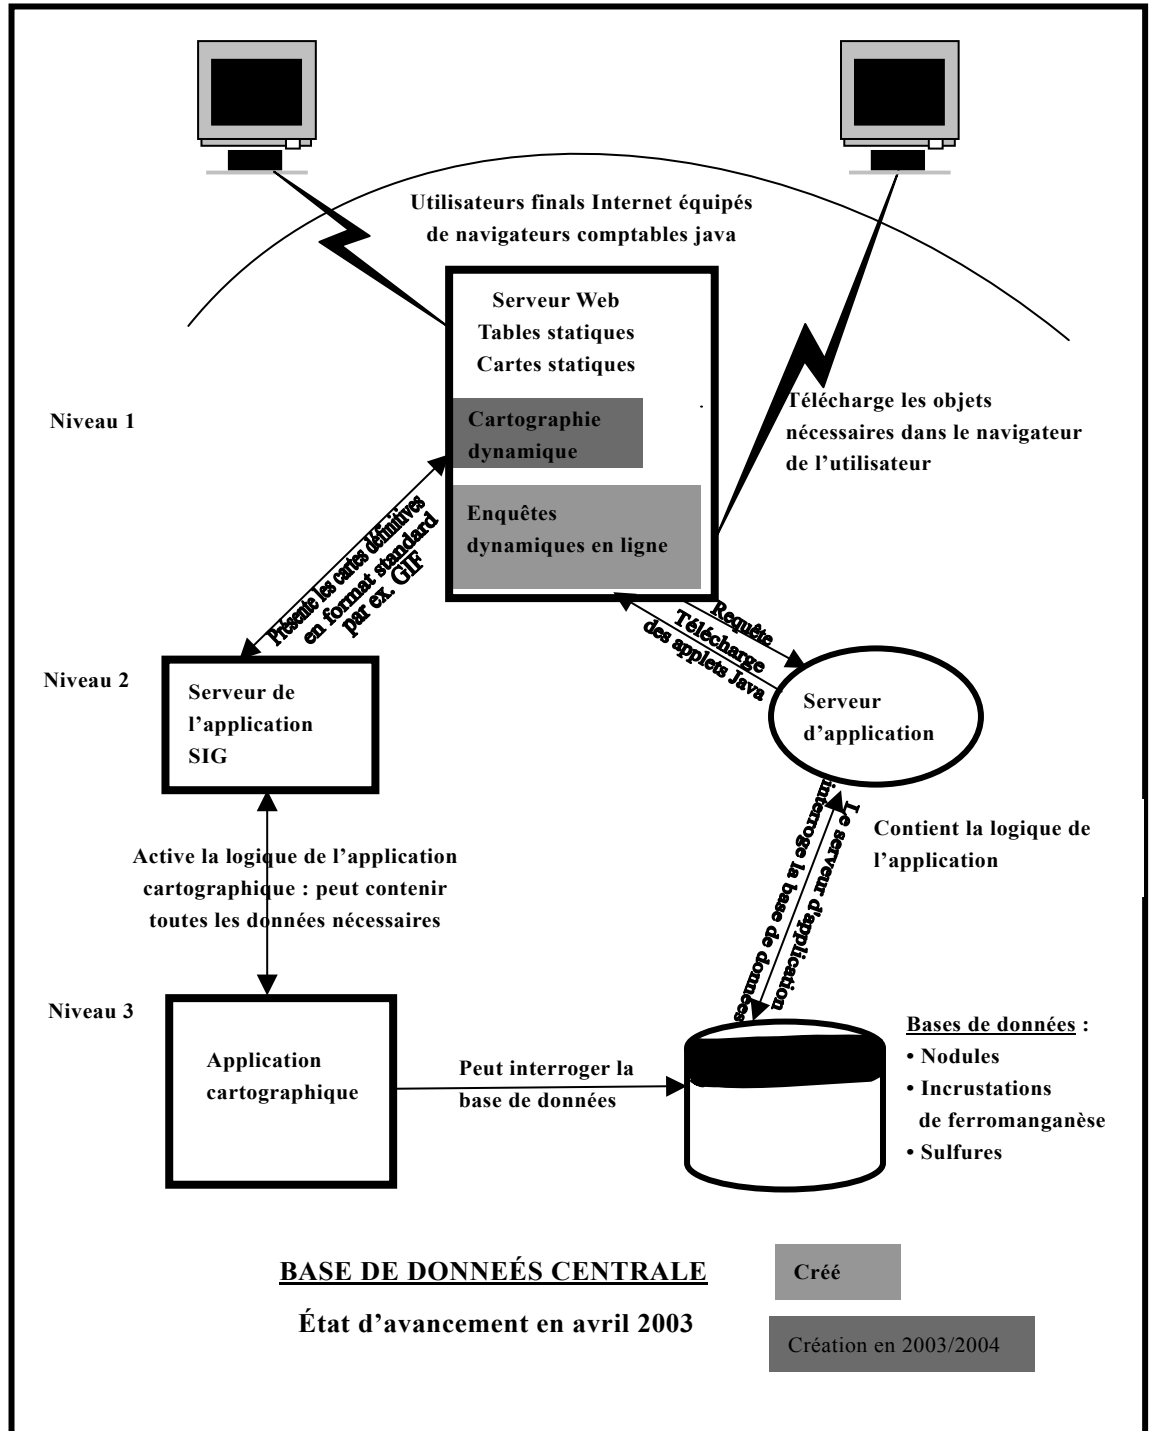 Utilisateurs finals Internet équipés
de navigateurs comptables java
Serveur Web
Tables statiques
Cartes statiques
Niveau 1
Cartographie
dynamique
Télécharge les objets
nécessaires dans le navigateur
de l’utilisateur
Enquêtes
dynamiques en ligne
Présente les cartes définitives
en format standard
par ex. GIF
Requête
Télécharge
des applets Java
Niveau 2
Serveur de
l’application
SIG
Serveur
d’application
Active la logique de l’application
cartographique : peut contenir
toutes les données nécessaires
Le serveur d’application
interroge la base de données
Contient la logique de
l’application
Niveau 3
Application
cartographique
Peut interroger la
base de données
Bases de données :
• Nodules
• Incrustations
de ferromanganèse
• Sulfures
BASE DE DONNEÉS CENTRALE
État d’avancement en avril 2003
Créé
Création en 2003/2004